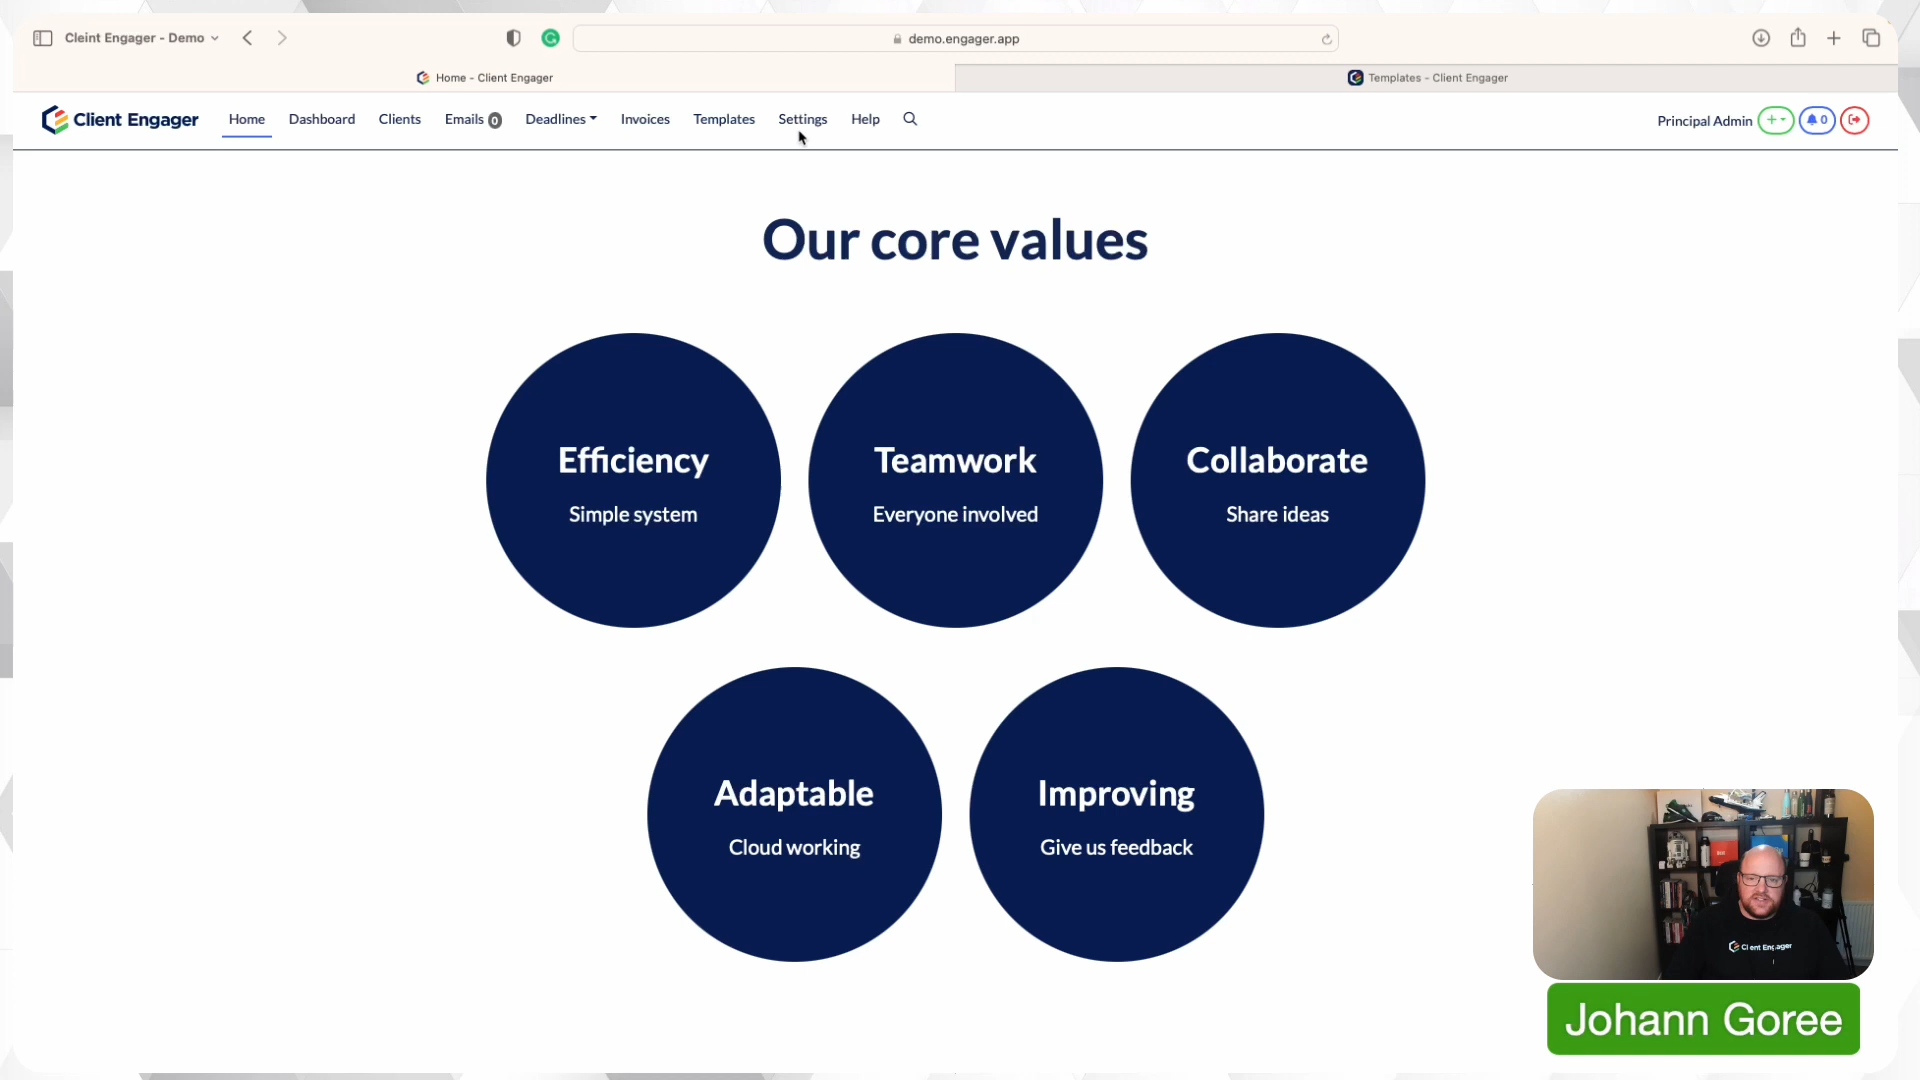 Cleint Engager - Demo
demo.engager.app
Home - Client Engager
Templates - Client Engager
Client Engager
Home
Dashboard
Clients
Emails 0
Deadlines
Invoices
Templates
Settings
Help
Principal Admin
+
0
Our core values
Efficiency
Simple system
Teamwork
Everyone involved
Collaborate
Share ideas
Adaptable
Cloud working
Improving
Give us feedback
Johann Goree